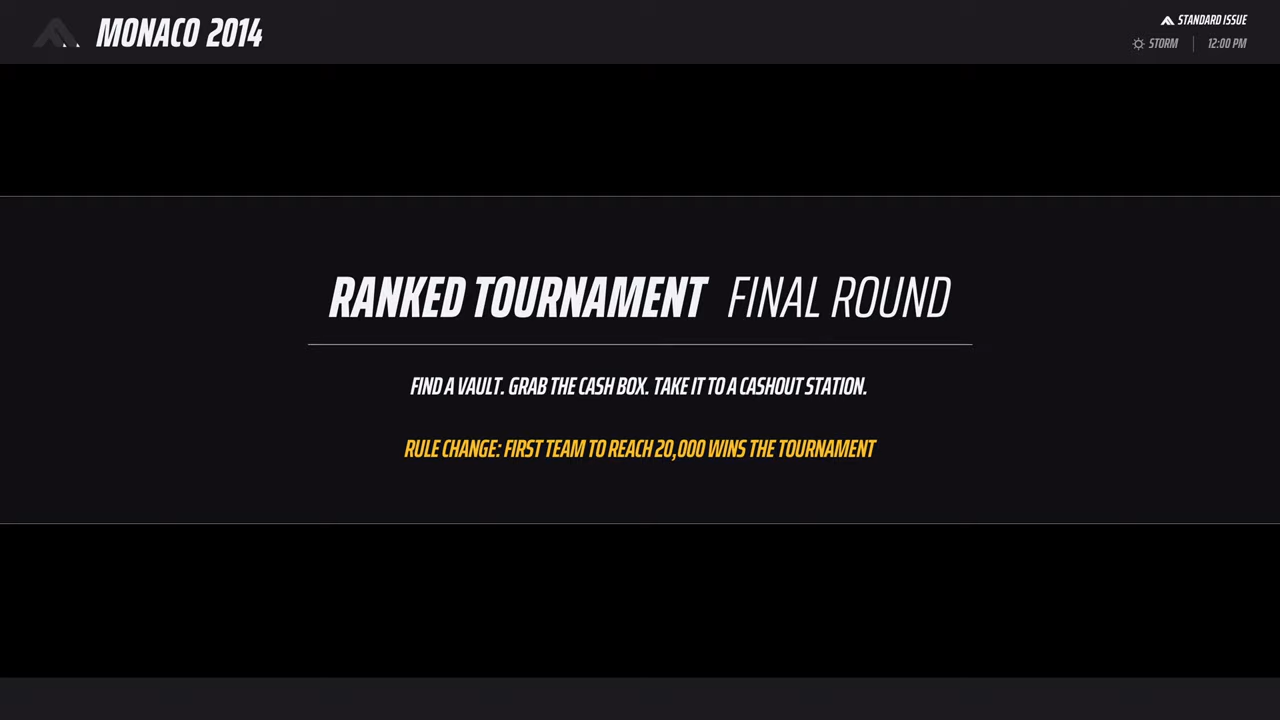 MONACO 2014
STANDARD ISSUE
STORM
12:00 PM
RANKED TOURNAMENT FINAL ROUND
FIND A VAULT. GRAB THE CASH BOX. TAKE IT TO A CASHOUT STATION.
RULE CHANGE: FIRST TEAM TO REACH 20,000 WINS THE TOURNAMENT